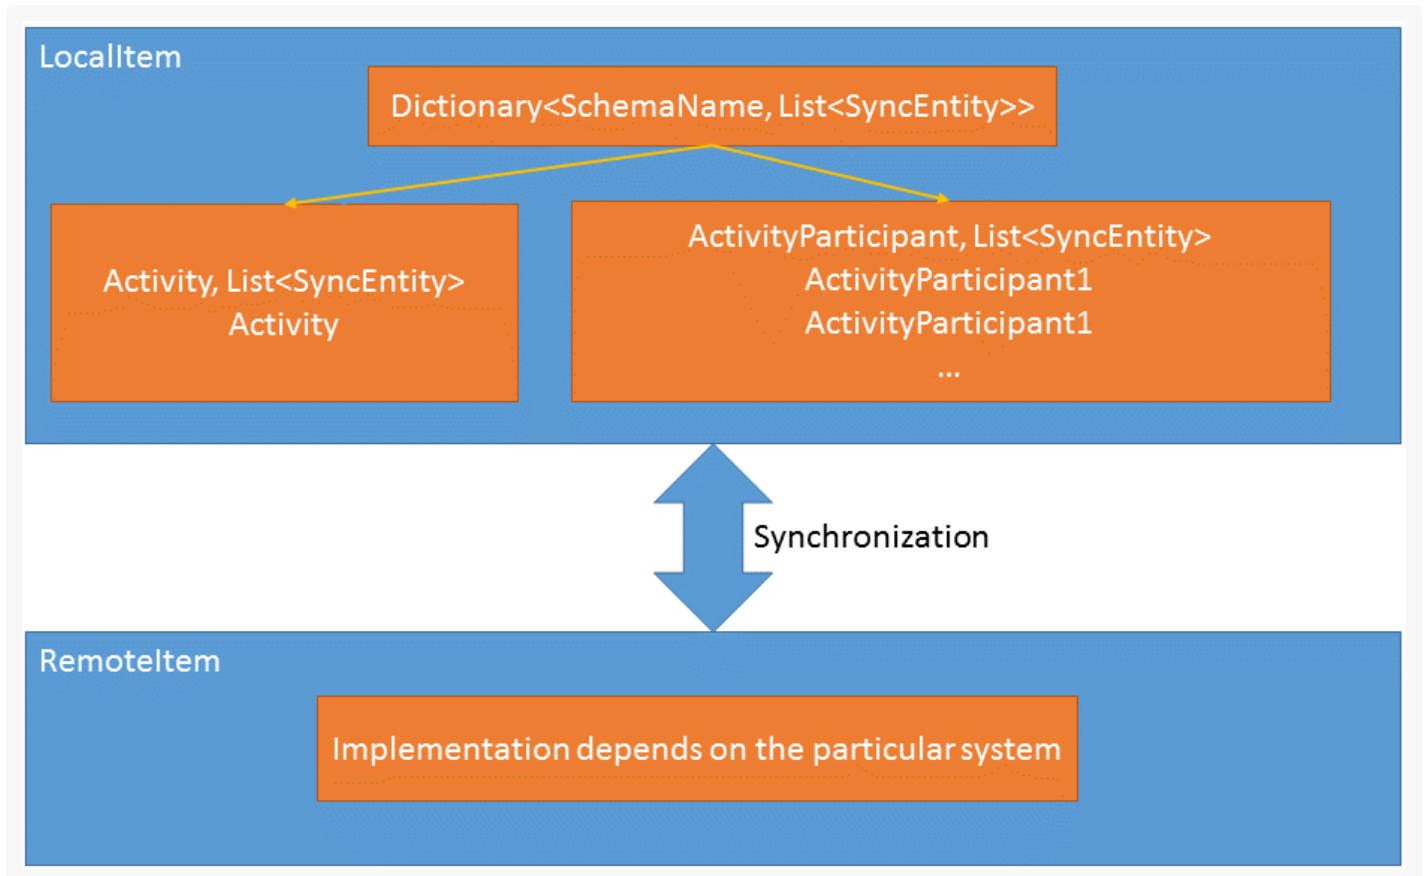 LocalItem
Dictionary<SchemaName, List<SyncEntity>>
Activity, List<SyncEntity>
Activity
ActivityParticipant, List<SyncEntity>
ActivityParticipant1
ActivityParticipant1
...
Synchronization
RemoteItem
Implementation depends on the particular system